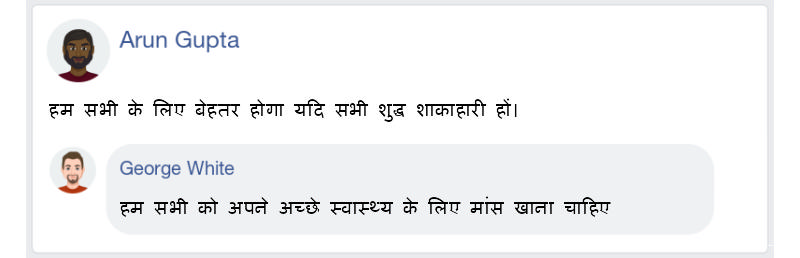 Arun Gupta
हम सभी के लिए बेहतर होगा यदि सभी शुद्ध शाकाहारी हों।
George White
हम सभी को अपने अच्छे स्वास्थ्य के लिए मांस खाना चाहिए